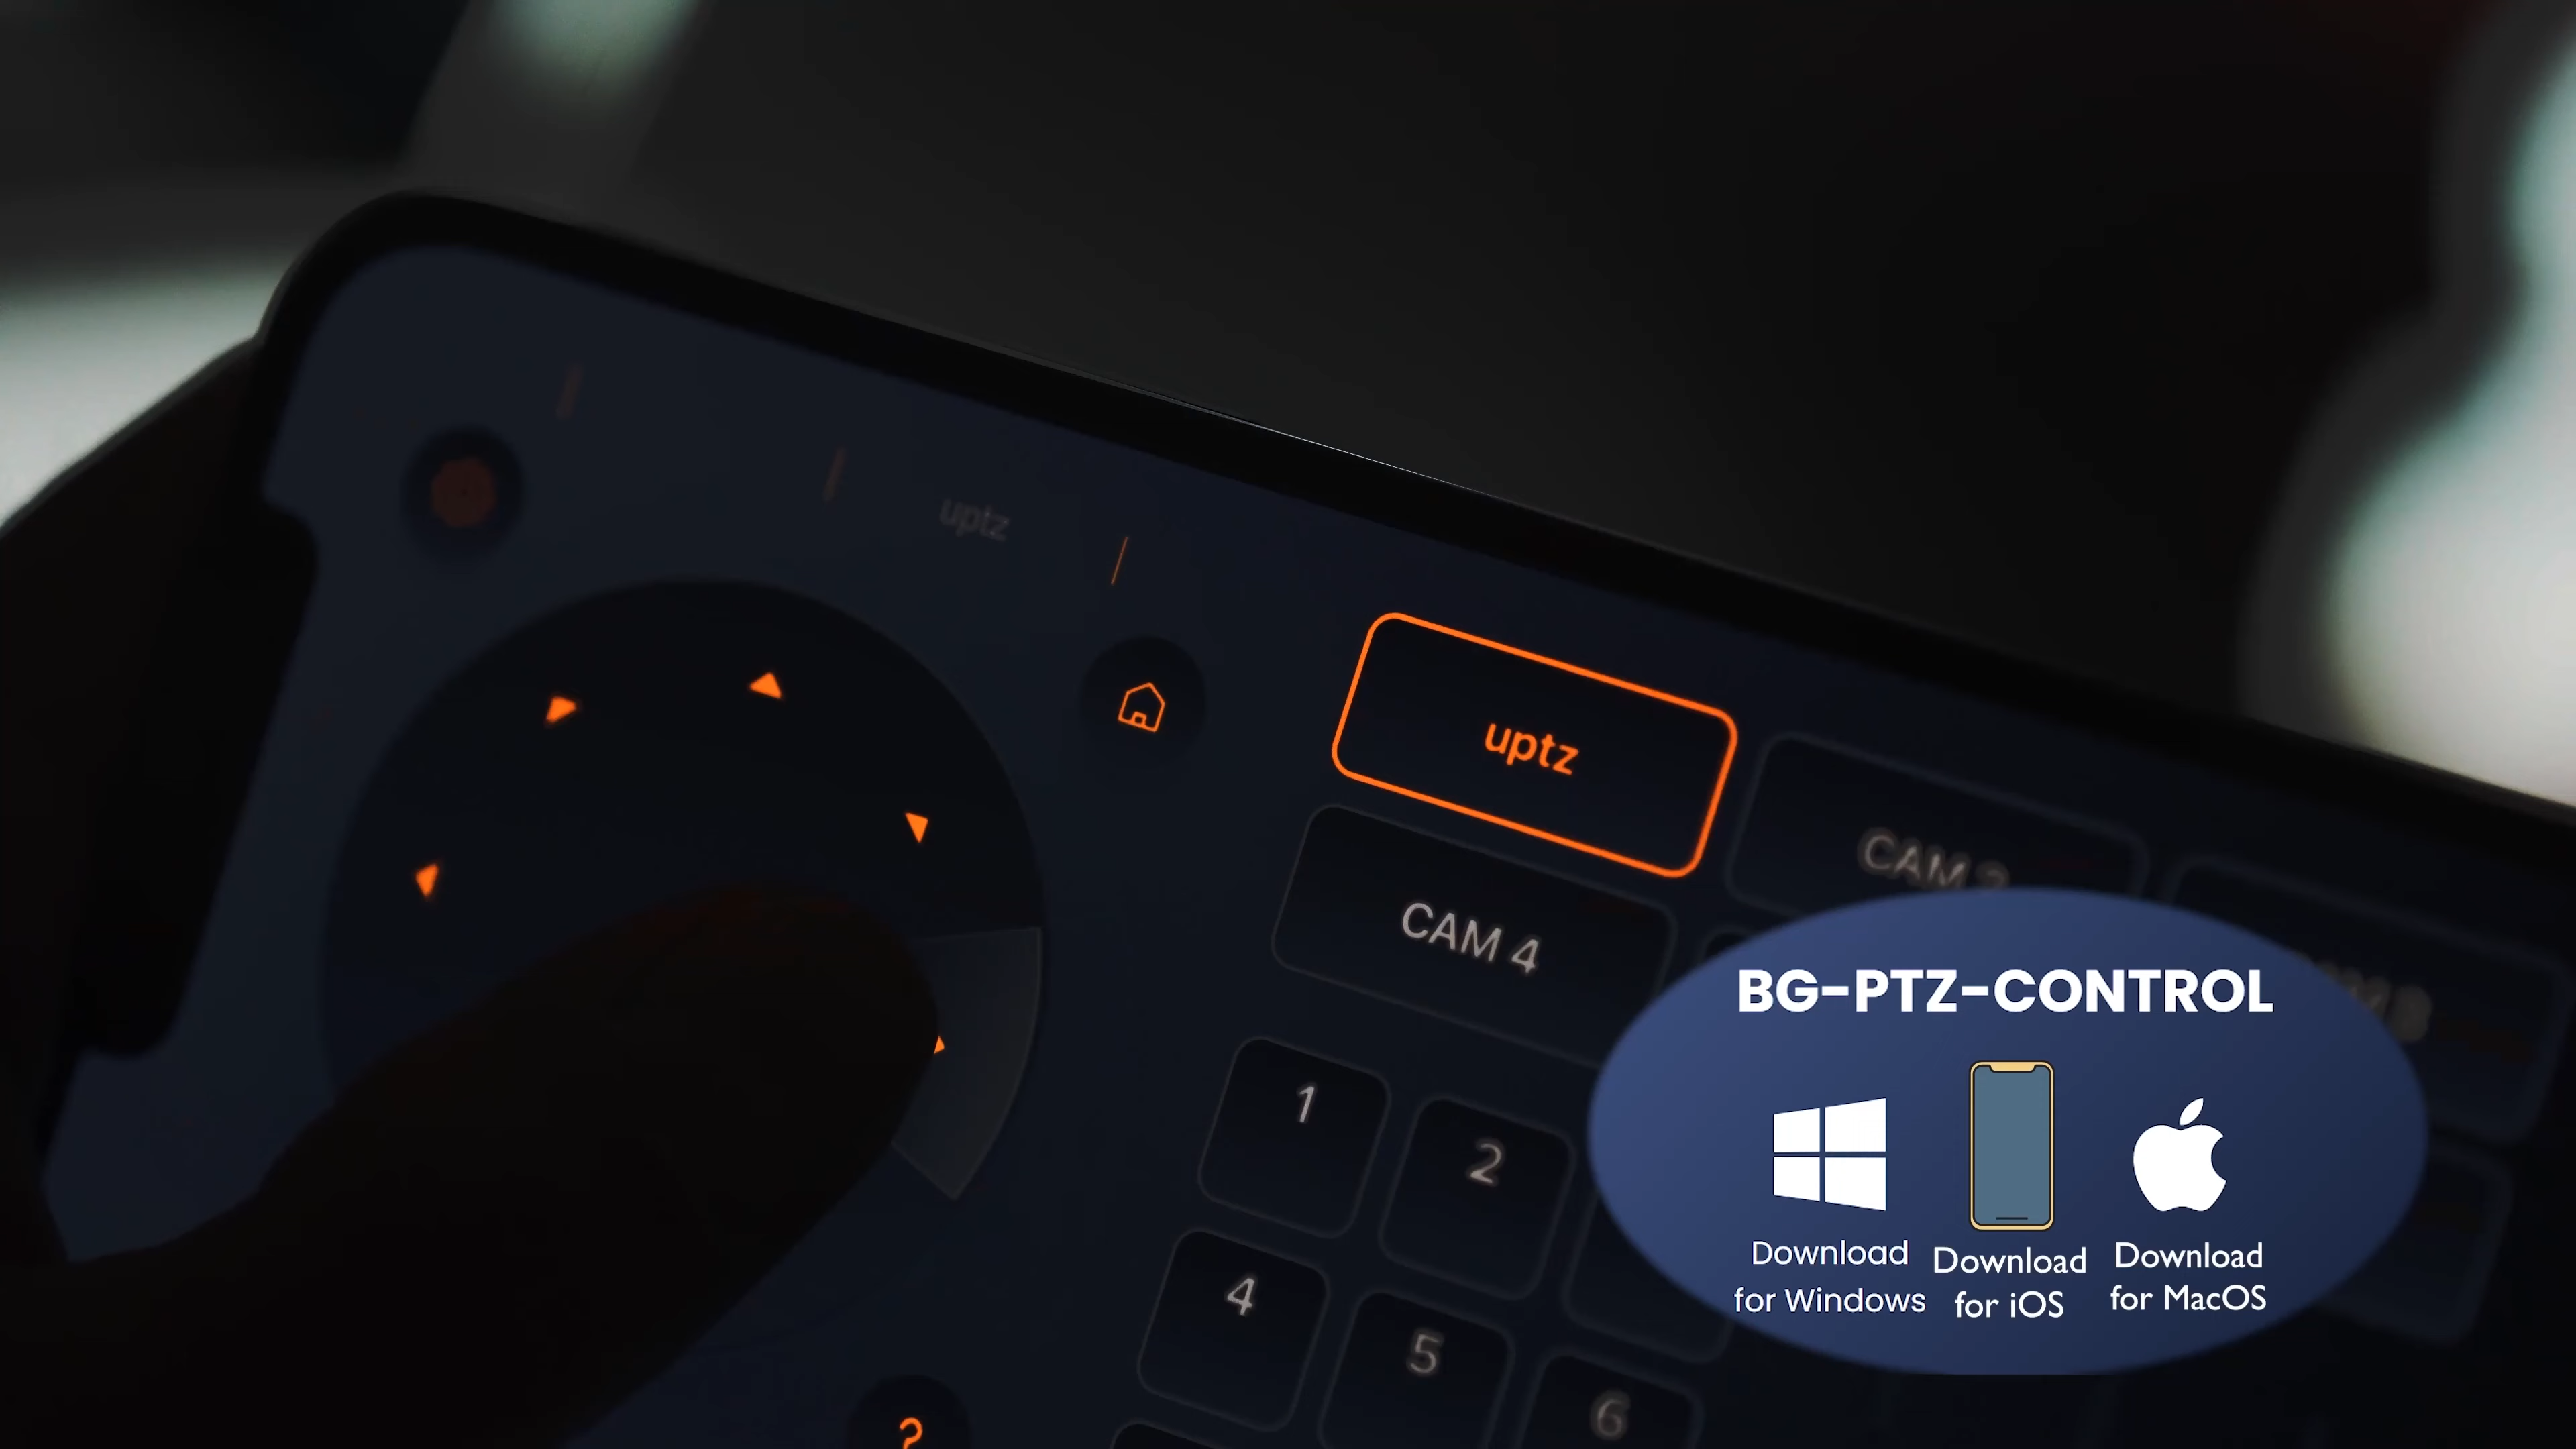 uptz
uptz
CAM 4
1
2
4
5
6
?
BG-PTZ-CONTROL
Download
for Windows
Download
for iOS
Download
for MacOS